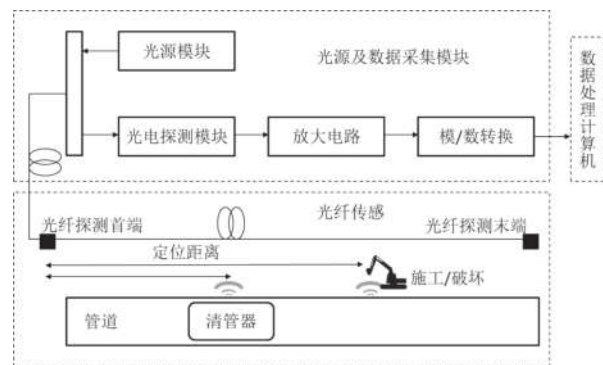 光源模块
光源及数据采集模块
数据处理计算机
光电探测模块
放大电路
模/数转换
光纤探测首端
光纤传感
光纤探测末端
定位距离
施工/破坏
管道
清管器